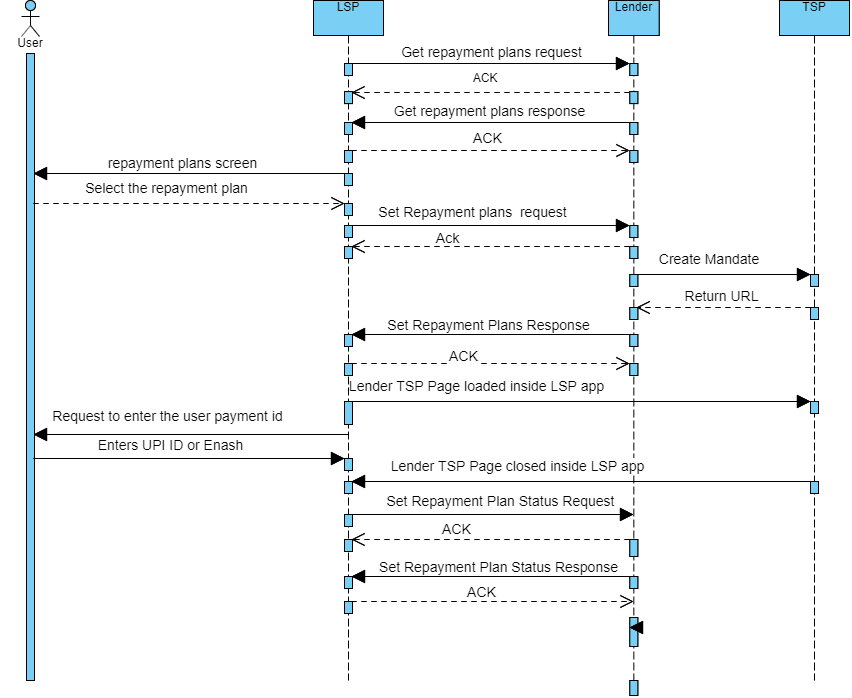 LSP
Lender
TSP
User
Get repayment plans request
ACK
Get repayment plans response
ACK
repayment plans screen
Select the repayment plan
Set Repayment plans  request
Ack
Create Mandate
Return URL
Set Repayment Plans Response
ACK
Lender TSP Page loaded inside LSP app
Request to enter the user payment id
Enters UPI ID or Enash
Lender TSP Page closed inside LSP app
Set Repayment Plan Status Request
ACK
Set Repayment Plan Status Response
ACK